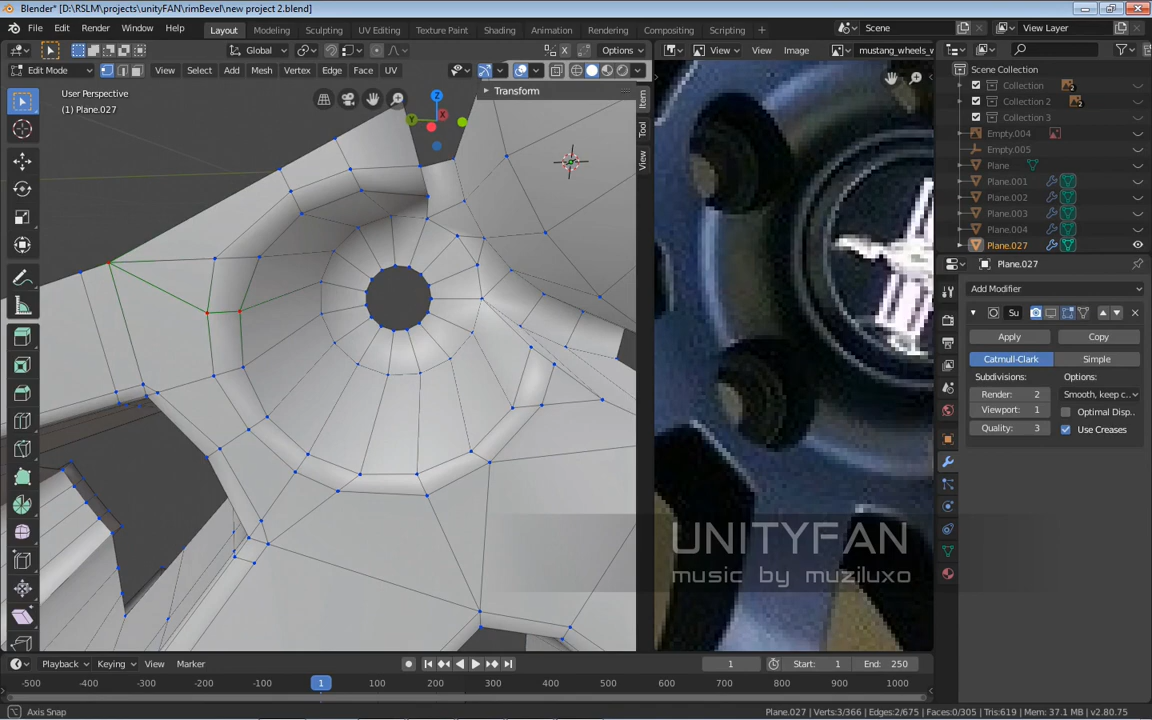 Blender* [D:\RSLM\projects\unityFAN\rimBevel\new project 2.blend]
File Edit Render Window Help
Layout Modeling Sculpting UV Editing Texture Paint Shading Animation Rendering Compositing Scripting +
Scene
View Layer
Global
Options
View View Image mustang_wheels_w
Edit Mode View Select Add Mesh Vertex Edge Face UV
X
User Perspective
(1) Plane.027
Transform
Item
Tool
View
Z
Y
X
Scene Collection
Collection 2
Collection 2 2
Collection 3
Empty.004
Empty.005
Plane
Plane.001
Plane.002
Plane.003
Plane.004
Plane.027
Plane.027
Add Modifier
Su
Apply Copy
Catmull-Clark Simple
Subdivisions: Options:
Render: 2 Smooth, keep c..
Viewport: 1 Optimal Disp..
Quality: 3 Use Creases
UNITYFAN
music by muziluxo
Playback Keying View Marker
1 Start: 1 End: 250
-500 -400 -300 -200 -100 1 100 200 300 400 500 600 700 800 900 1000
Axis Snap
Plane.027 | Verts:3/366 | Edges:2/675 | Faces:0/305 | Tris:619 | Mem: 37.1 MB | v2.80.75